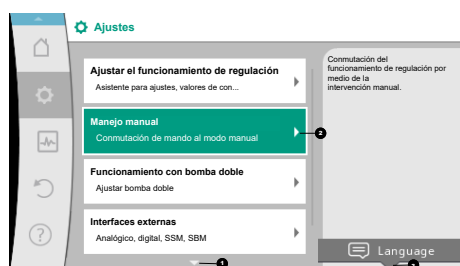 Ajustes
Ajustar el funcionamiento de regulación
Asistente para ajustes, valores de con...
Manejo manual
Conmutación de mando al modo manual
2
Funcionamiento con bomba doble
Ajustar bomba doble
Interfaces externas
Analógico, digital, SSM, SBM
1
Conmutación del
funcionamiento de regulación por
medio de la
intervención manual.
Language
3
?